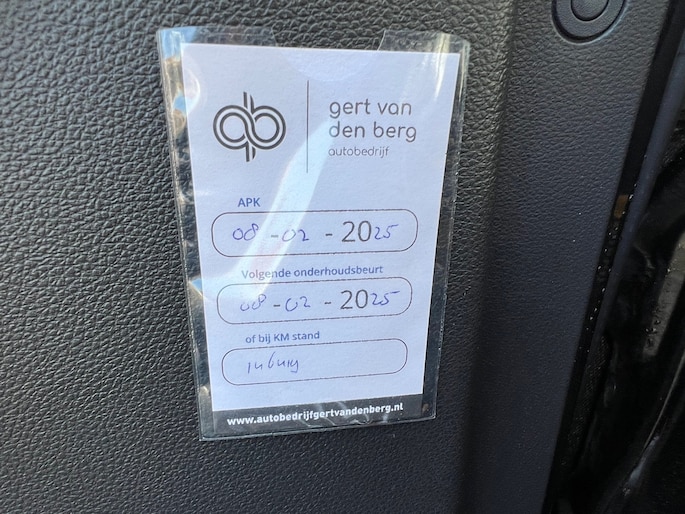 gert van
den berg
autobedrijf
APK
08-02-2025
Volgende onderhoudsbeurt
08-02-2025
of bij KM stand
www.autobedrijfgertvandenberg.nl